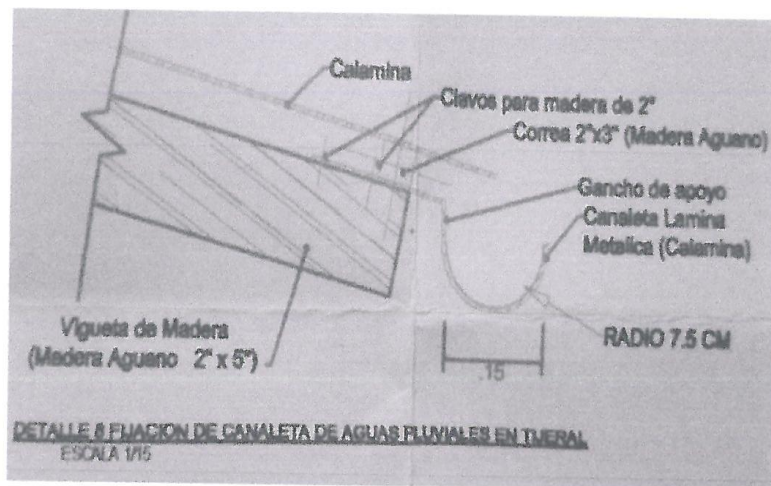 Calamina
Clavos para madera de 2"
Correa 2"x3" (Madera Aguano)
Gancho de apoyo
Canaleta Lamina
Metalica (Calamina)
Vigueta de Madera
(Madera Aguano 2" x 5")
RADIO 7.5 CM
.15
DETALLE 8 FIJACION DE CANALETA DE AGUAS PLUVIALES EN TIJERAL
ESCALA 1/15